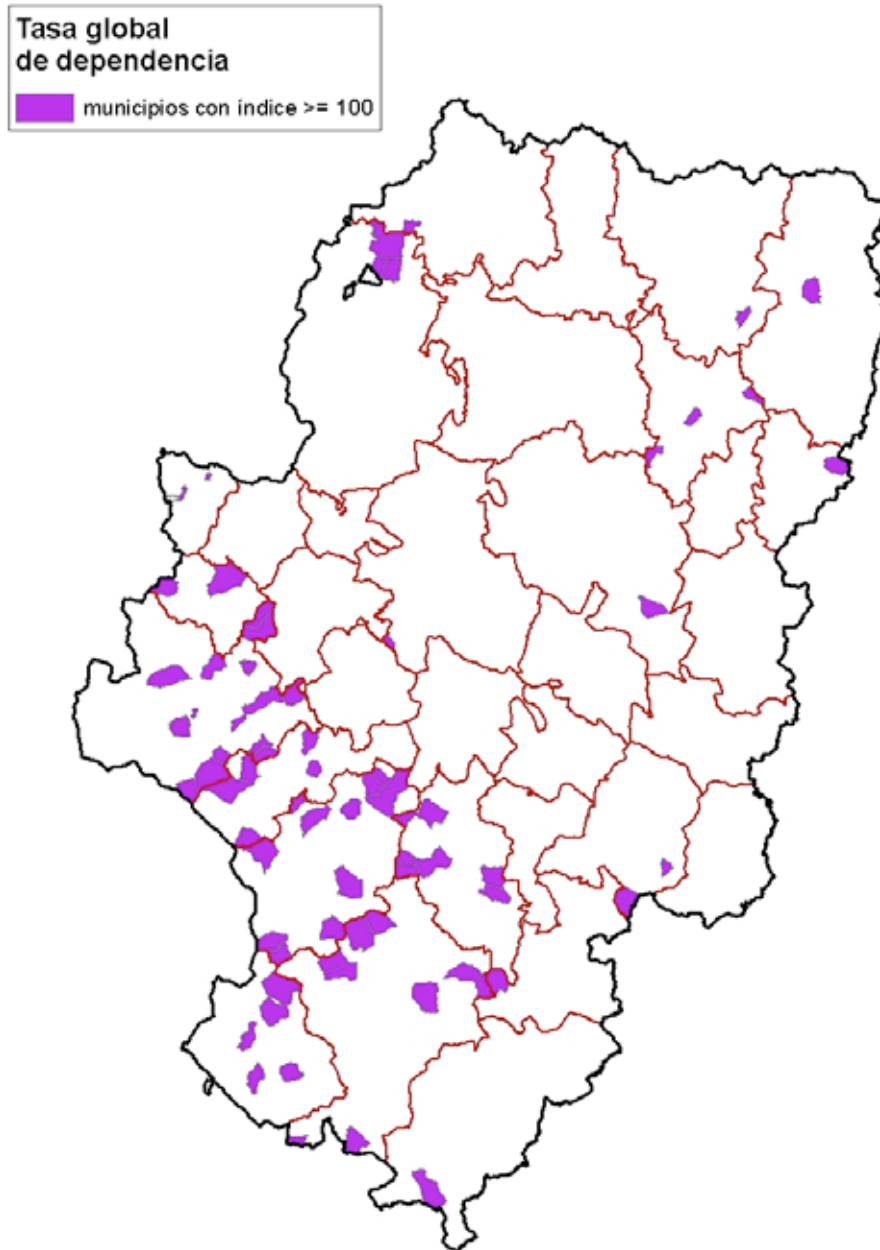 Tasa global
de dependencia
municipios con índice >= 100